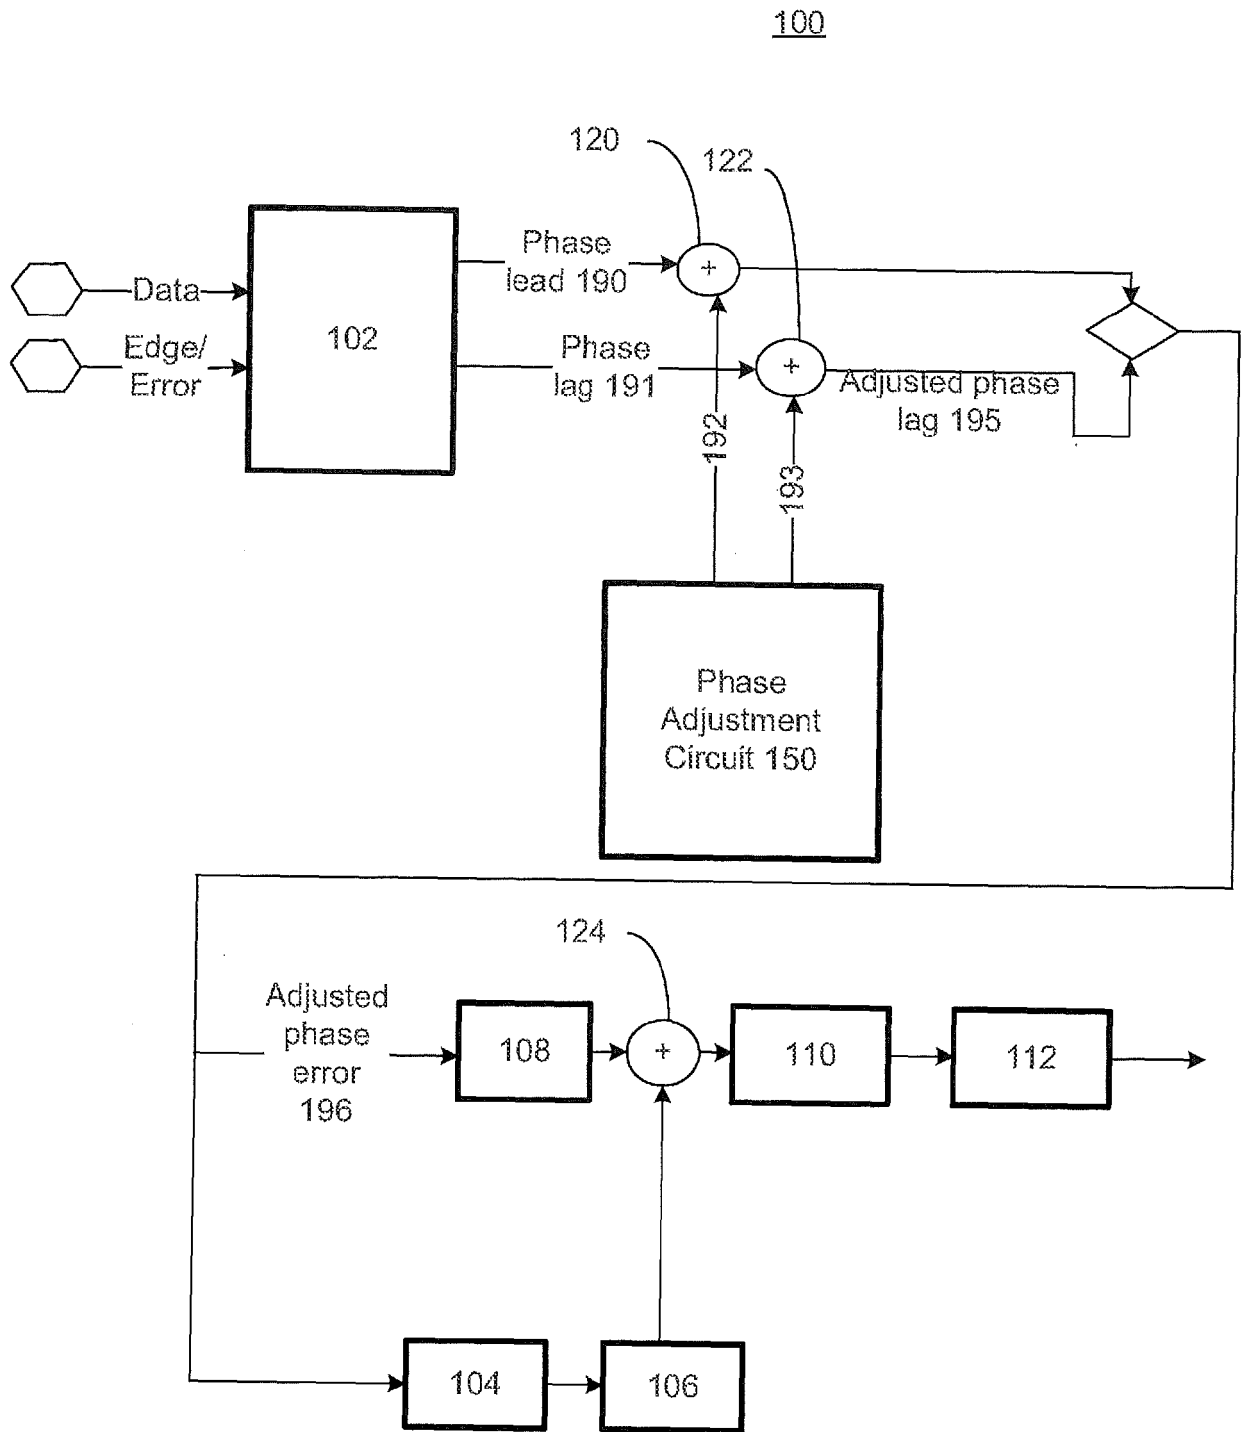 100
120
122
Phase
lead 190
+
Data
102
Edge/
Error
Phase
lag 191
+
Adjusted phase
lag 195
192
193
Phase
Adjustment
Circuit 150
124
Adjusted
phase
error
196
108
+
110
112
104
106